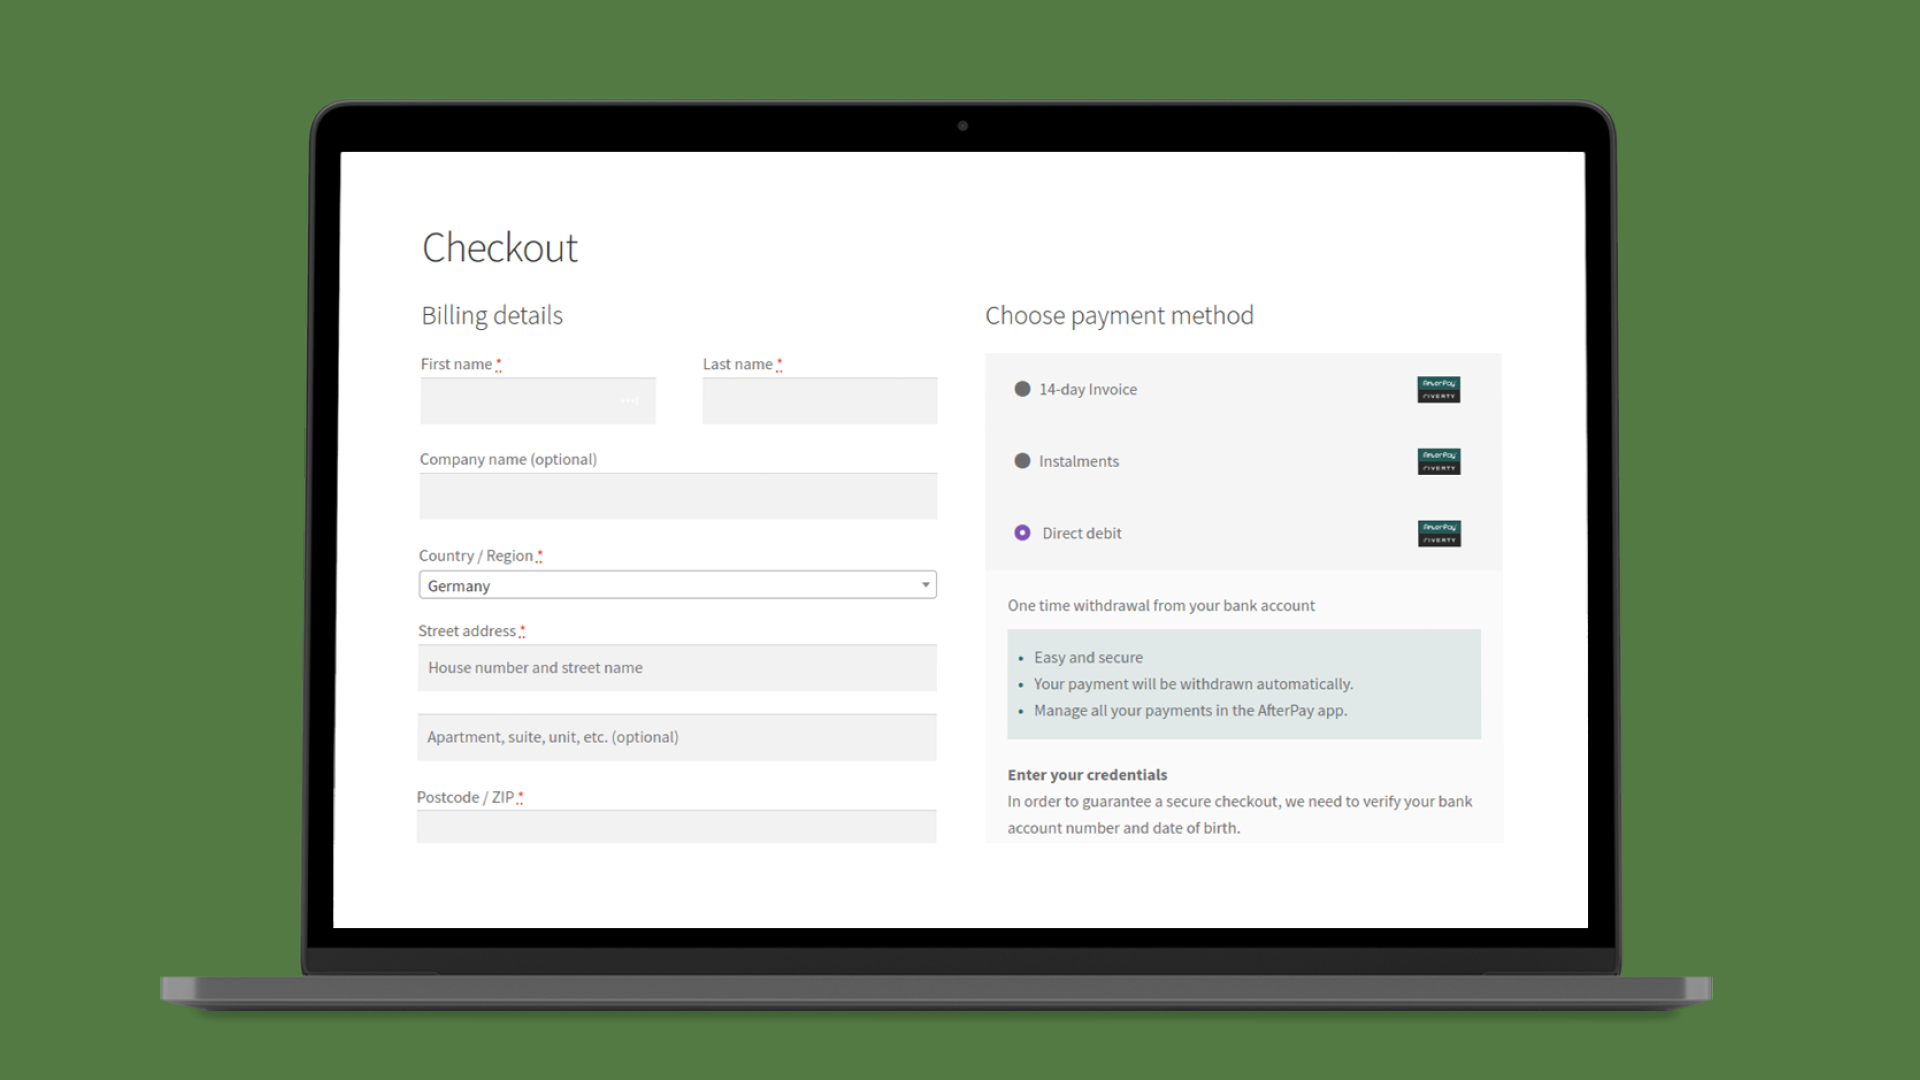 Checkout
Billing details
First name *
Last name *
Company name (optional)
Country / Region *
Germany
Street address *
House number and street name
Apartment, suite, unit, etc. (optional)
Postcode / ZIP *
Choose payment method
14-day Invoice
AfterPay
RIVERTY
Instalments
AfterPay
RIVERTY
Direct debit
AfterPay
RIVERTY
One time withdrawal from your bank account
• Easy and secure
• Your payment will be withdrawn automatically.
• Manage all your payments in the AfterPay app.
Enter your credentials
In order to guarantee a secure checkout, we need to verify your bank
account number and date of birth.